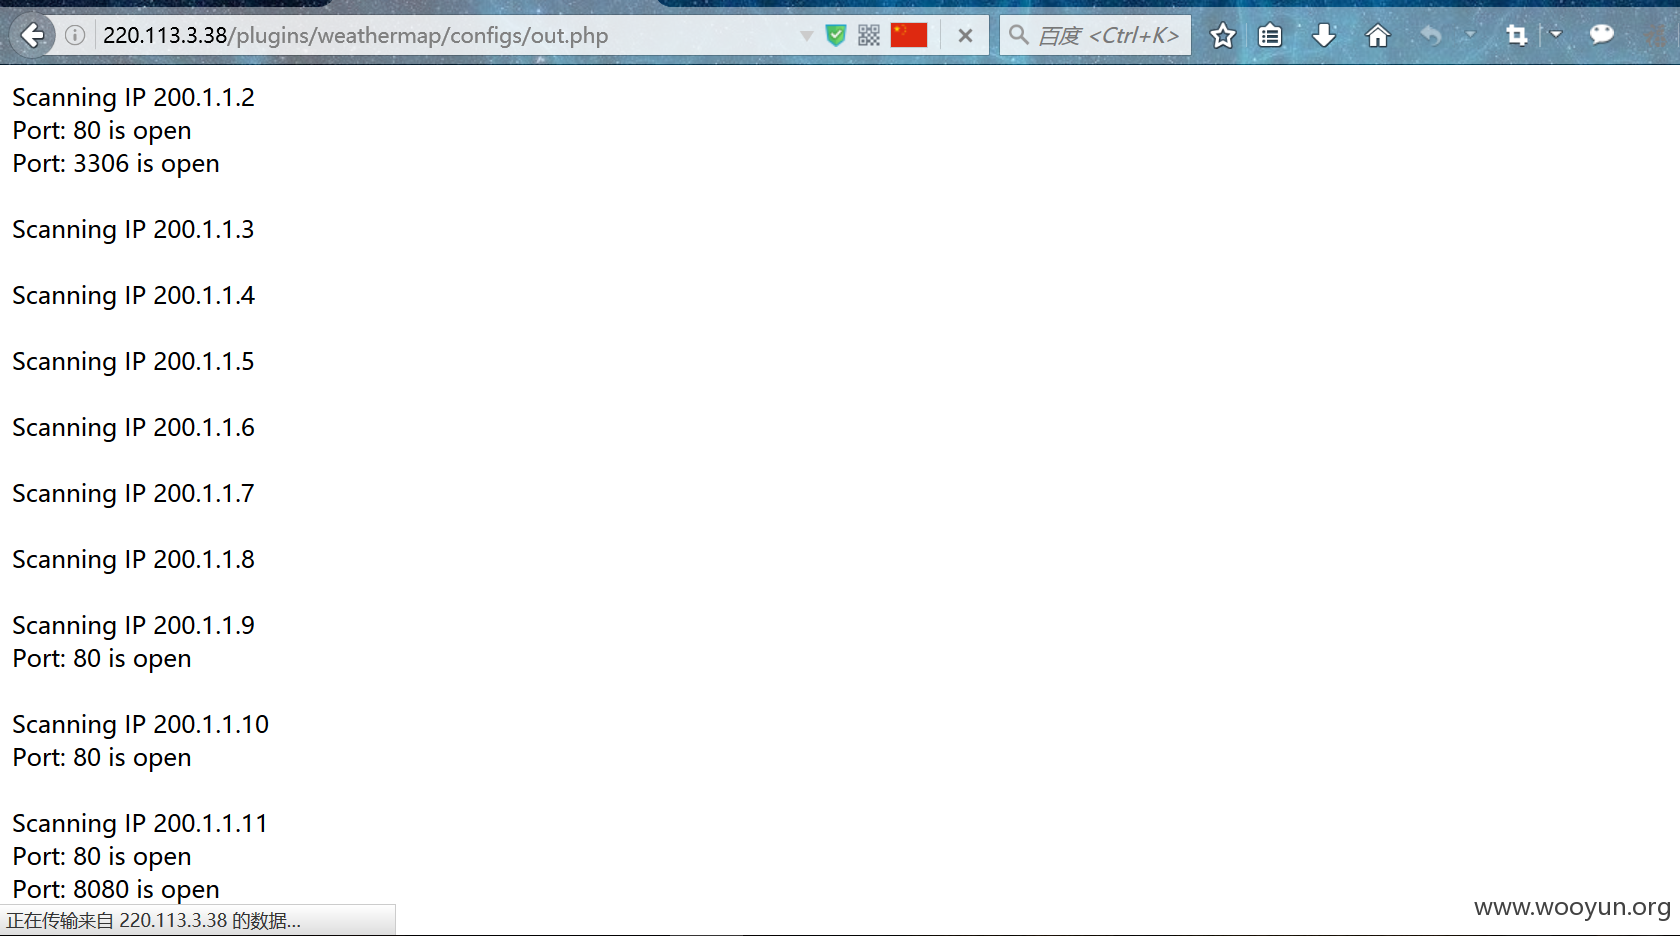 220.113.3.38/plugins/weathermap/configs/out.php
百度 <Ctrl+K>
Scanning IP 200.1.1.2
Port: 80 is open
Port: 3306 is open
Scanning IP 200.1.1.3
Scanning IP 200.1.1.4
Scanning IP 200.1.1.5
Scanning IP 200.1.1.6
Scanning IP 200.1.1.7
Scanning IP 200.1.1.8
Scanning IP 200.1.1.9
Port: 80 is open
Scanning IP 200.1.1.10
Port: 80 is open
Scanning IP 200.1.1.11
Port: 80 is open
Port: 8080 is open
正在传输来自 220.113.3.38 的数据...
www.wooyun.org